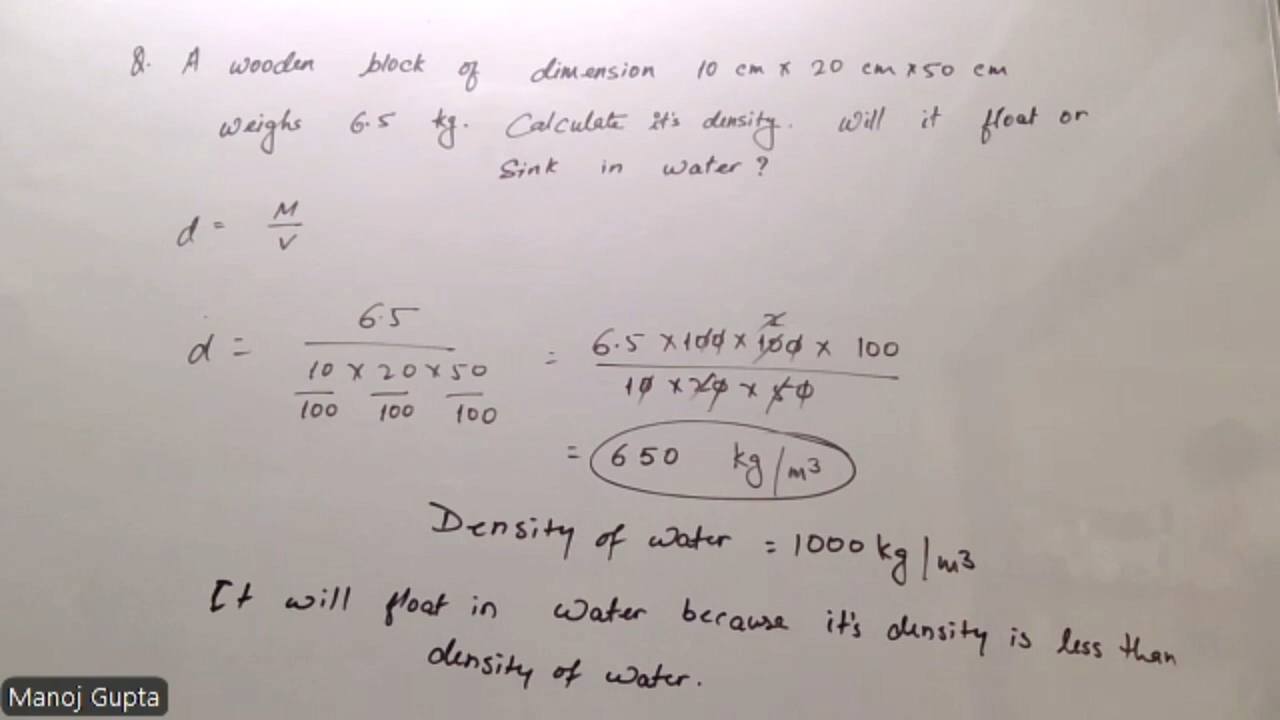 Q. A wooden block of dimension 10 cm x 20 cm x 50 cm
weighs 6.5 kg. Calculate it's density. Will it float or
Sink in water?
d = M/V
d = 6.5 / (10/100 x 20/100 x 50/100) = (6.5 x 100 x 100 x 100) / (10 x 20 x 50)
= 650 kg/m³
Density of water = 1000 kg/m³
It will float in water because it's density is less than
density of water.
Manoj Gupta